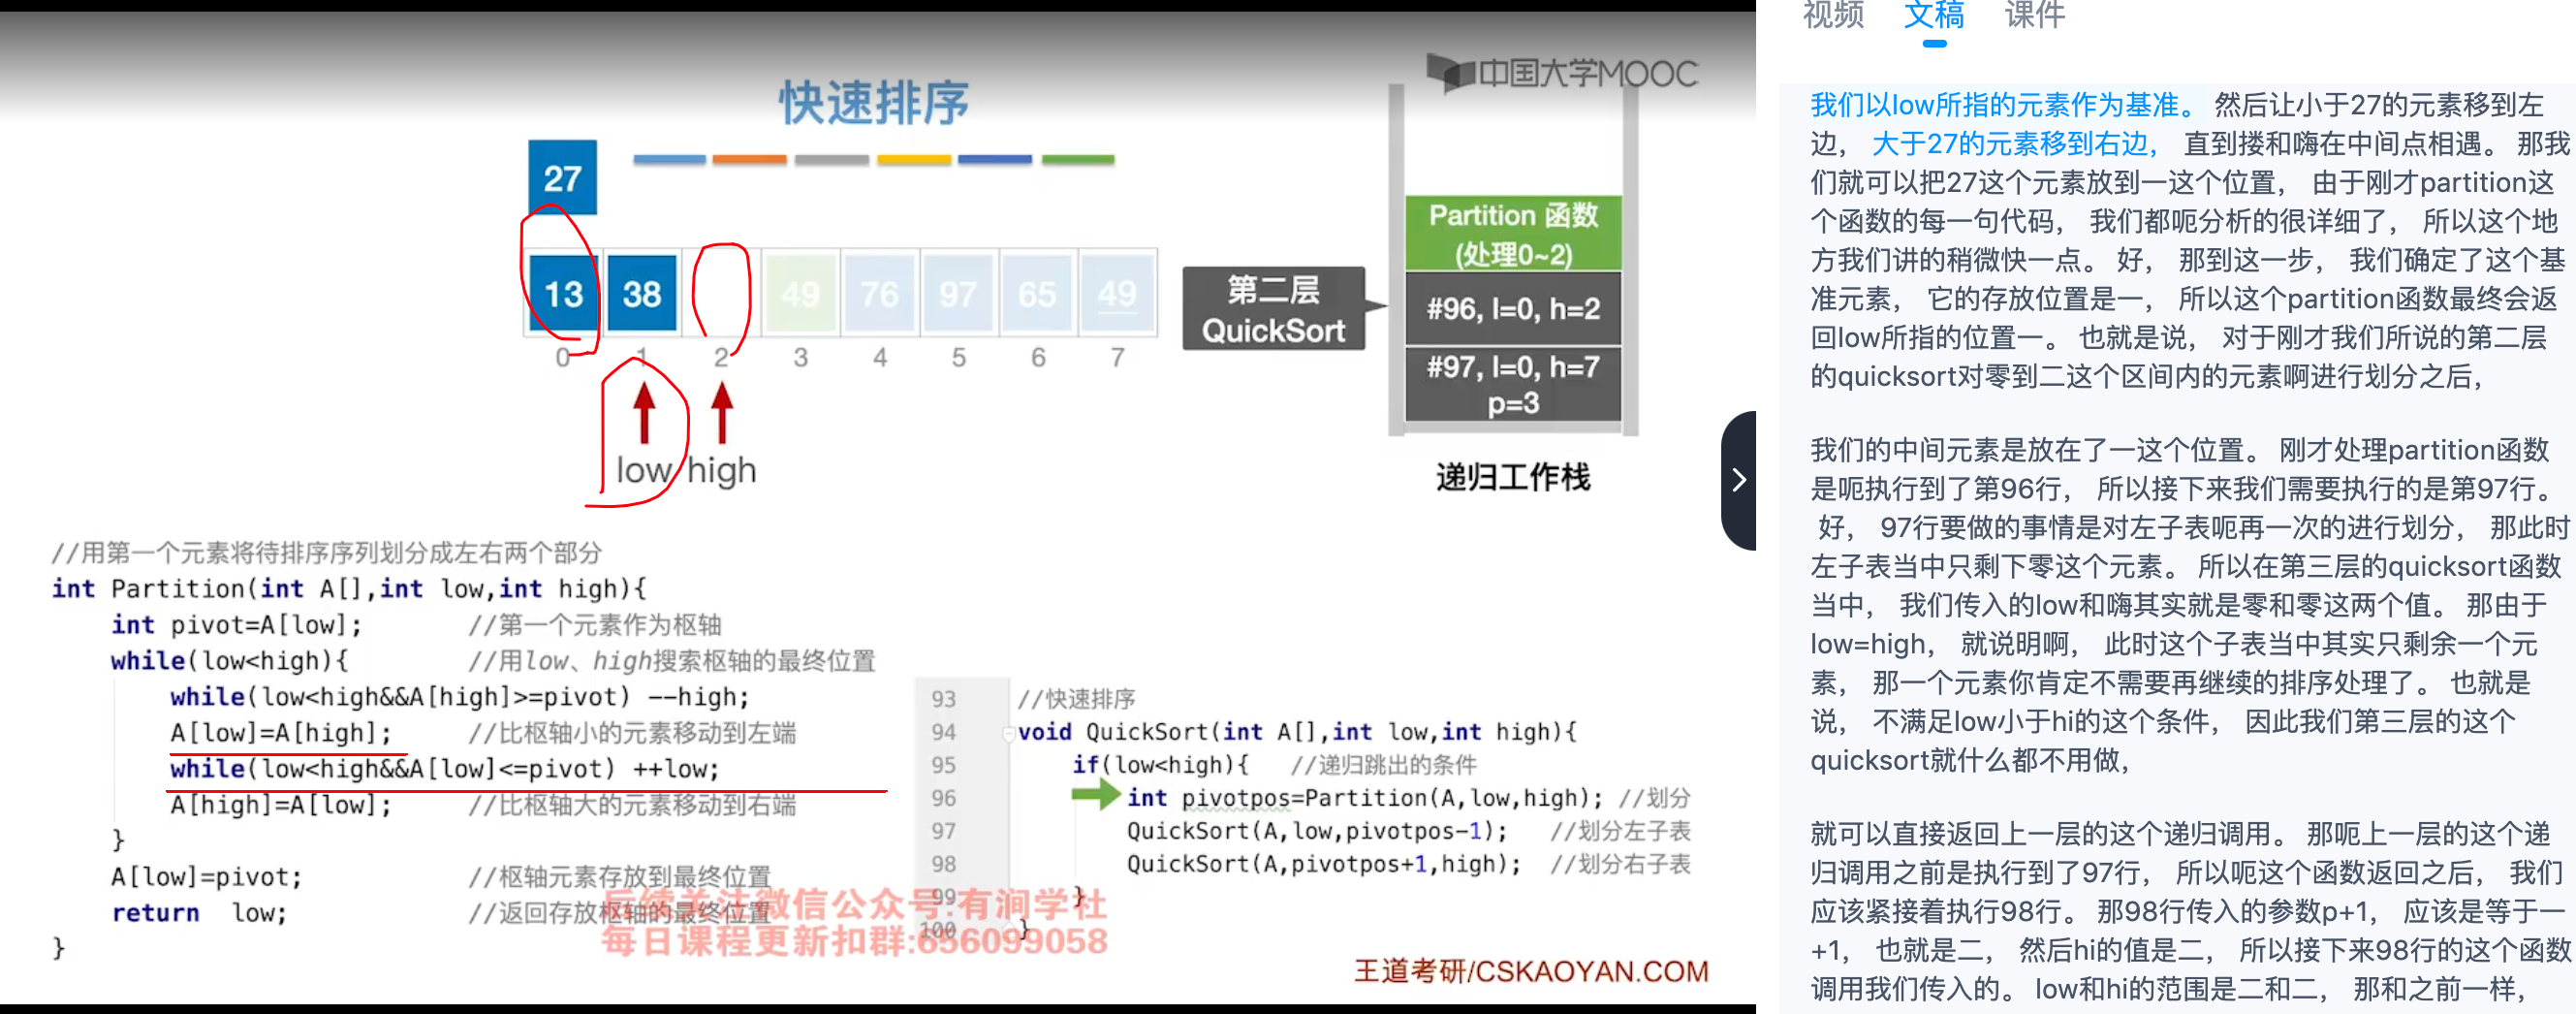 中国大学MOOC
快速排序
27
13 38 49 76 97 65 49
0 1 2 3 4 5 6 7
low high
第二层
QuickSort
Partition 函数
(处理0~2)
#96, l=0, h=2
#97, l=0, h=7
p=3
递归工作栈
//用第一个元素将待排序序列划分成左右两个部分
int Partition(int A[],int low,int high){
int pivot=A[low]; //第一个元素作为枢轴
while(low<high){ //用low、high搜索枢轴的最终位置
while(low<high&&A[high]>=pivot) --high;
A[low]=A[high]; //比枢轴小的元素移动到左端
while(low<high&&A[low]<=pivot) ++low;
A[high]=A[low]; //比枢轴大的元素移动到右端
}
A[low]=pivot; //枢轴元素存放到最终位置
return low; //返回存放枢轴的最终位置
}
93 //快速排序
94 void QuickSort(int A[],int low,int high){
95 if(low<high){ //递归跳出的条件
96 int pivotpos=Partition(A,low,high); //划分
97 QuickSort(A,low,pivotpos-1); //划分左子表
98 QuickSort(A,pivotpos+1,high); //划分右子表
99 }
100 }
后续关注微信公众号:有涧学社
每日课程更新扣群:656099058
王道考研/CSKAOYAN.COM
视频 文稿 课件
我们以low所指的元素作为基准。 然后让小于27的元素移到左
边， 大于27的元素移到右边， 直到搂和嗨在中间点相遇。 那我
们就可以把27这个元素放到一这个位置， 由于刚才partition这
个函数的每一句代码， 我们都呃分析的很详细了， 所以这个地
方我们讲的稍微快一点。 好， 那到这一步， 我们确定了这个基
准元素， 它的存放位置是一， 所以这个partition函数最终会返
回low所指的位置一。 也就是说， 对于刚才我们所说的第二层
的quicksort对零到二这个区间内的元素啊进行划分之后，
我们的中间元素是放在了一这个位置。 刚才处理partition函数
是呃执行到了第96行， 所以接下来我们需要执行的是第97行。
好， 97行要做的事情是对左子表呃再一次的进行划分， 那此时
左子表当中只剩下零这个元素。 所以在第三层的quicksort函数
当中， 我们传入的low和嗨其实就是零和零这两个值。 那由于
low=high， 就说明啊， 此时这个子表当中其实只剩余一个元
素， 那一个元素你肯定不需要再继续的排序处理了。 也就是
说， 不满足low小于hi的这个条件， 因此我们第三层的这个
quicksort就什么都不用做，
就可以直接返回上一层的这个递归调用。 那呃上一层的这个递
归调用之前是执行到了97行， 所以呃这个函数返回之后， 我们
应该紧接着执行98行。 那98行传入的参数p+1， 应该是等于一
+1， 也就是二， 然后hi的值是二， 所以接下来98行的这个函数
调用我们传入的。 low和hi的范围是二和二， 那和之前一样，